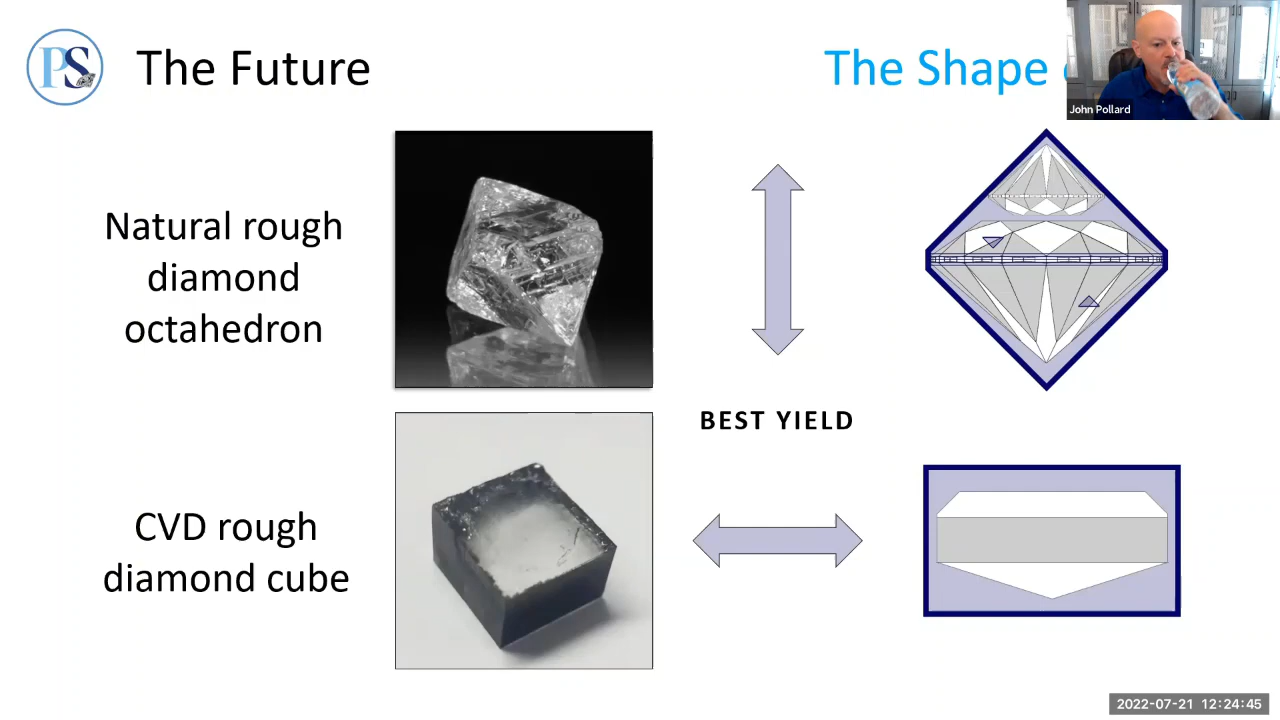 PS
The Future
The Shape
John Pollard
Natural rough
diamond
octahedron
BEST YIELD
CVD rough
diamond cube
2022-07-21 12:24:45